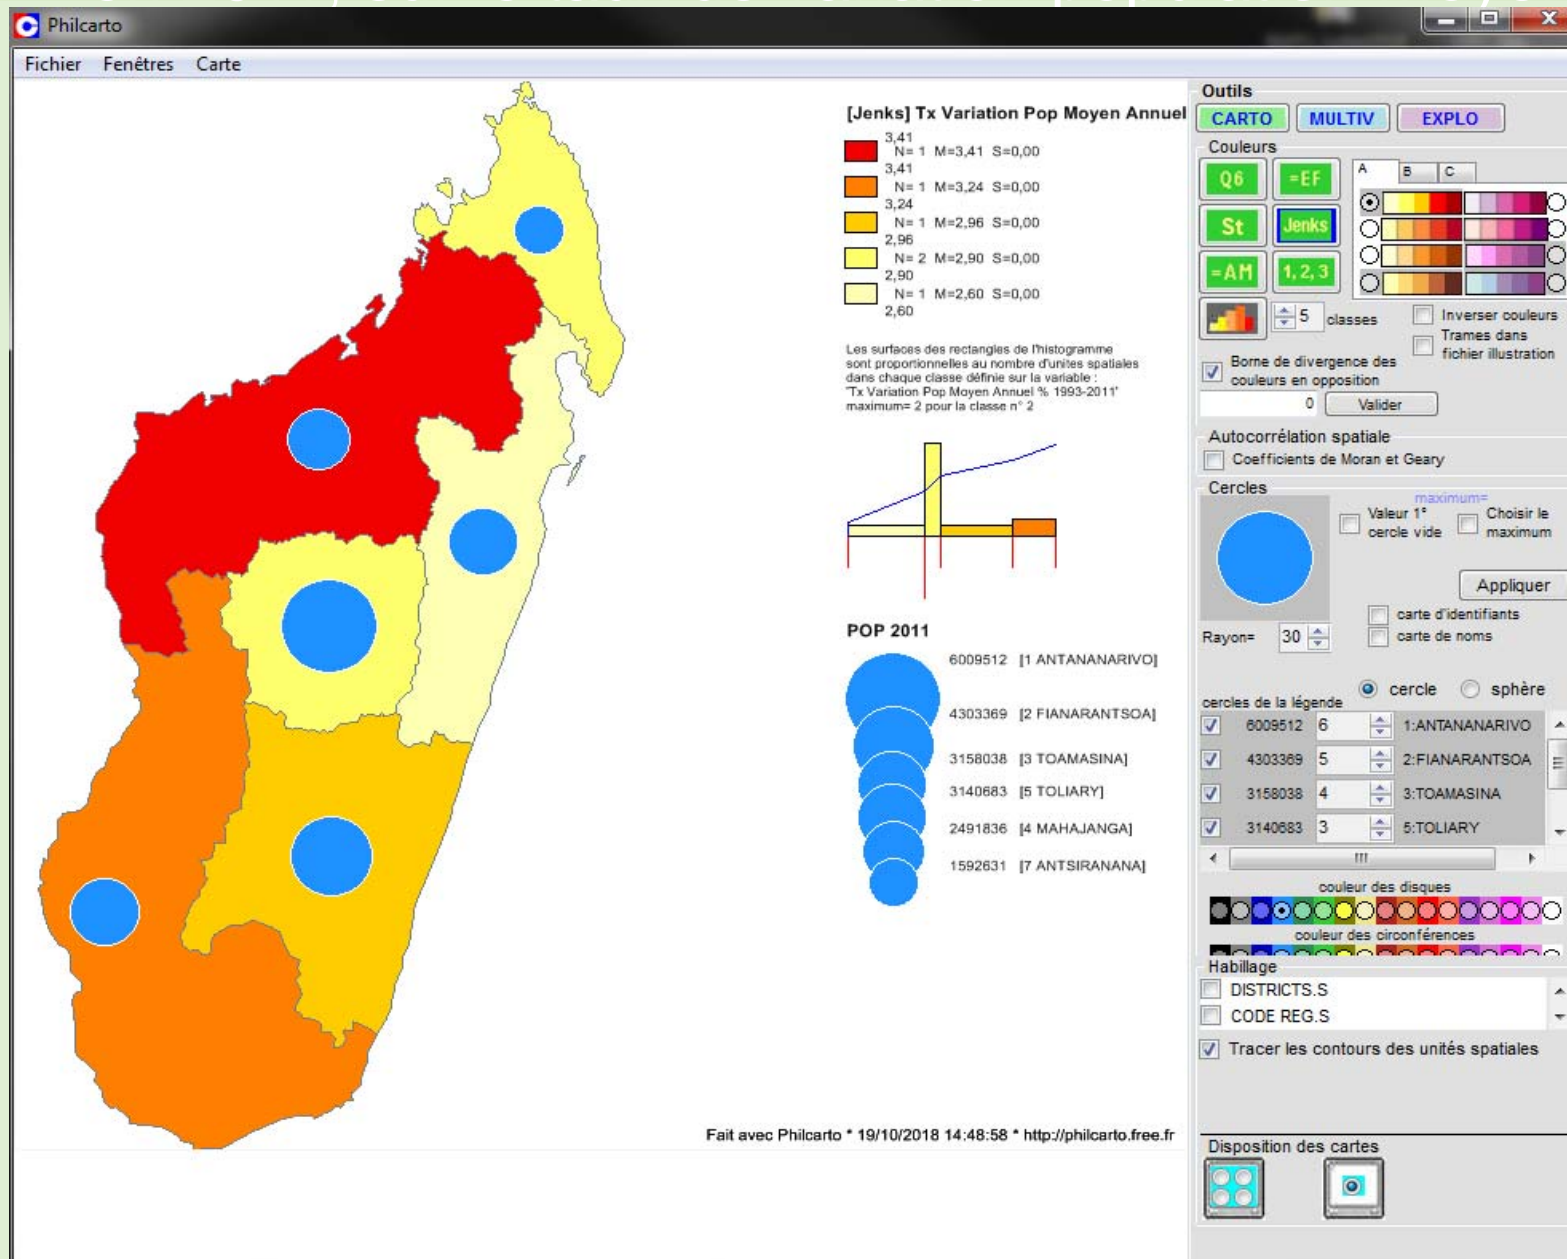 Philcarto
Fichier Fenêtres Carte
[Jenks] Tx Variation Pop Moyen Annuel
3,41
N= 1 M=3,41 S=0,00
3,41
N= 1 M=3,24 S=0,00
3,24
N= 1 M=2,96 S=0,00
2,96
N= 2 M=2,90 S=0,00
2,90
N= 1 M=2,60 S=0,00
2,60
Les surfaces des rectangles de l'histogramme
sont proportionnelles au nombre d'unites spatiales
dans chaque classe définie sur la variable :
'Tx Variation Pop Moyen Annuel % 1993-2011'
maximum= 2 pour la classe n° 2
POP 2011
6009512 [1 ANTANANARIVO]
4303369 [2 FIANARANTSOA]
3158038 [3 TOAMASINA]
3140683 [5 TOLIARY]
2491836 [4 MAHAJANGA]
1592631 [7 ANTSIRANANA]
Fait avec Philcarto * 19/10/2018 14:48:58 * http://philcarto.free.fr
Outils
CARTO MULTIV EXPLO
Couleurs
Q6 =EF
A B C
St Jenks
=AM 1,2,3
5 classes
Inverser couleurs
Trames dans
fichier illustration
Borne de divergence des
couleurs en opposition
0 Valider
Autocorrélation spatiale
Coefficients de Moran et Geary
Cercles
maximum=
Valeur 1°
cercle vide
Choisir le
maximum
Appliquer
carte d'identifiants
Rayon= 30
carte de noms
cercle sphère
cercles de la légende
6009512 6 1:ANTANANARIVO
4303369 5 2:FIANARANTSOA
3158038 4 3:TOAMASINA
3140683 3 5:TOLIARY
couleur des disques
couleur des circonférences
Habillage
DISTRICTS.S
CODE REG.S
Tracer les contours des unités spatiales
Disposition des cartes